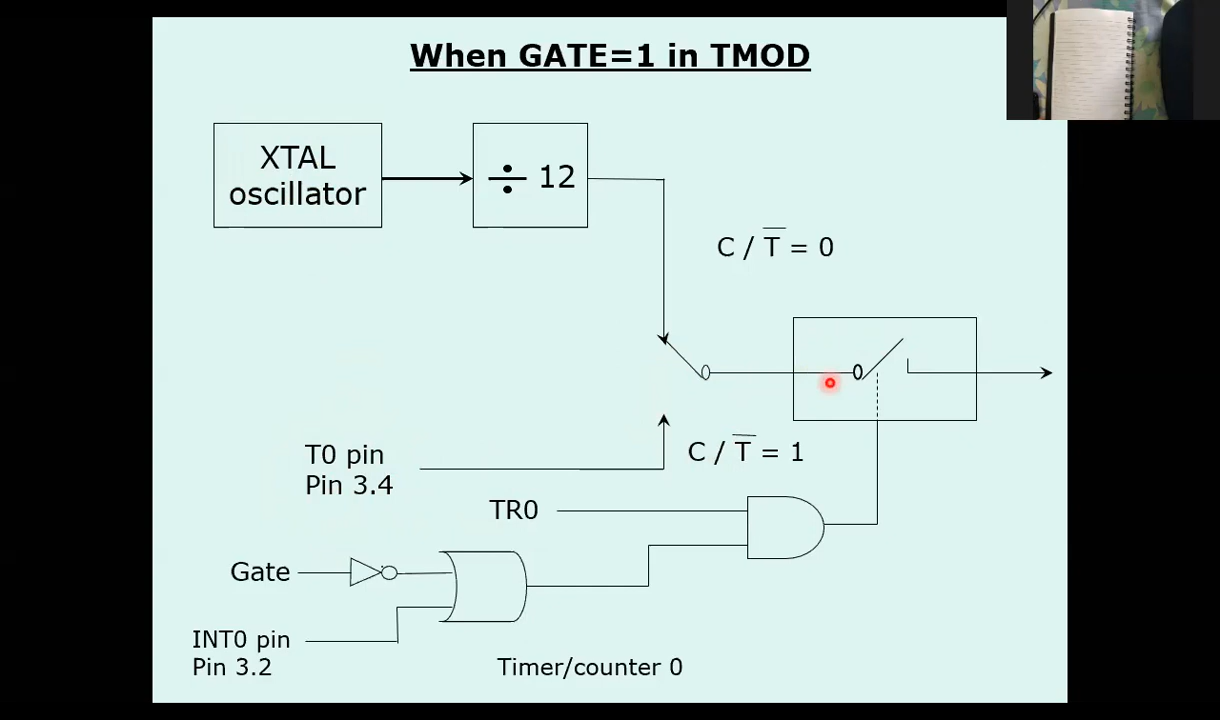 When GATE=1 in TMOD
XTAL
oscillator
÷ 12
C / T̅ = 0
T0 pin
Pin 3.4
C / T̅ = 1
TR0
Gate
INT0 pin
Pin 3.2
Timer/counter 0